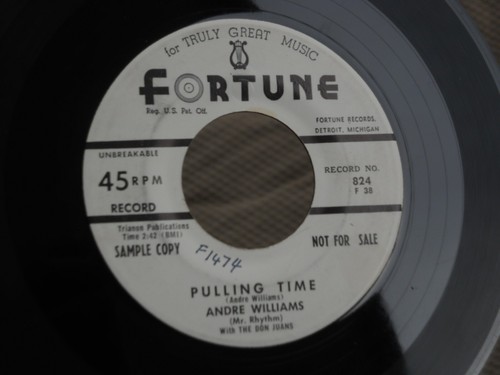 for TRULY GREAT MUSIC
FORTUNE
Reg. U.S. Pat. Off.
FORTUNE RECORDS,
DETROIT, MICHIGAN
UNBREAKABLE
45 RPM
RECORD
RECORD NO.
824
F 38
Trianon Publications
Time 2:42 (BMI)
SAMPLE COPY
F1474
NOT FOR SALE
PULLING TIME
(Andre Williams)
ANDRE WILLIAMS
(Mr. Rhythm)
With THE DON JUANS